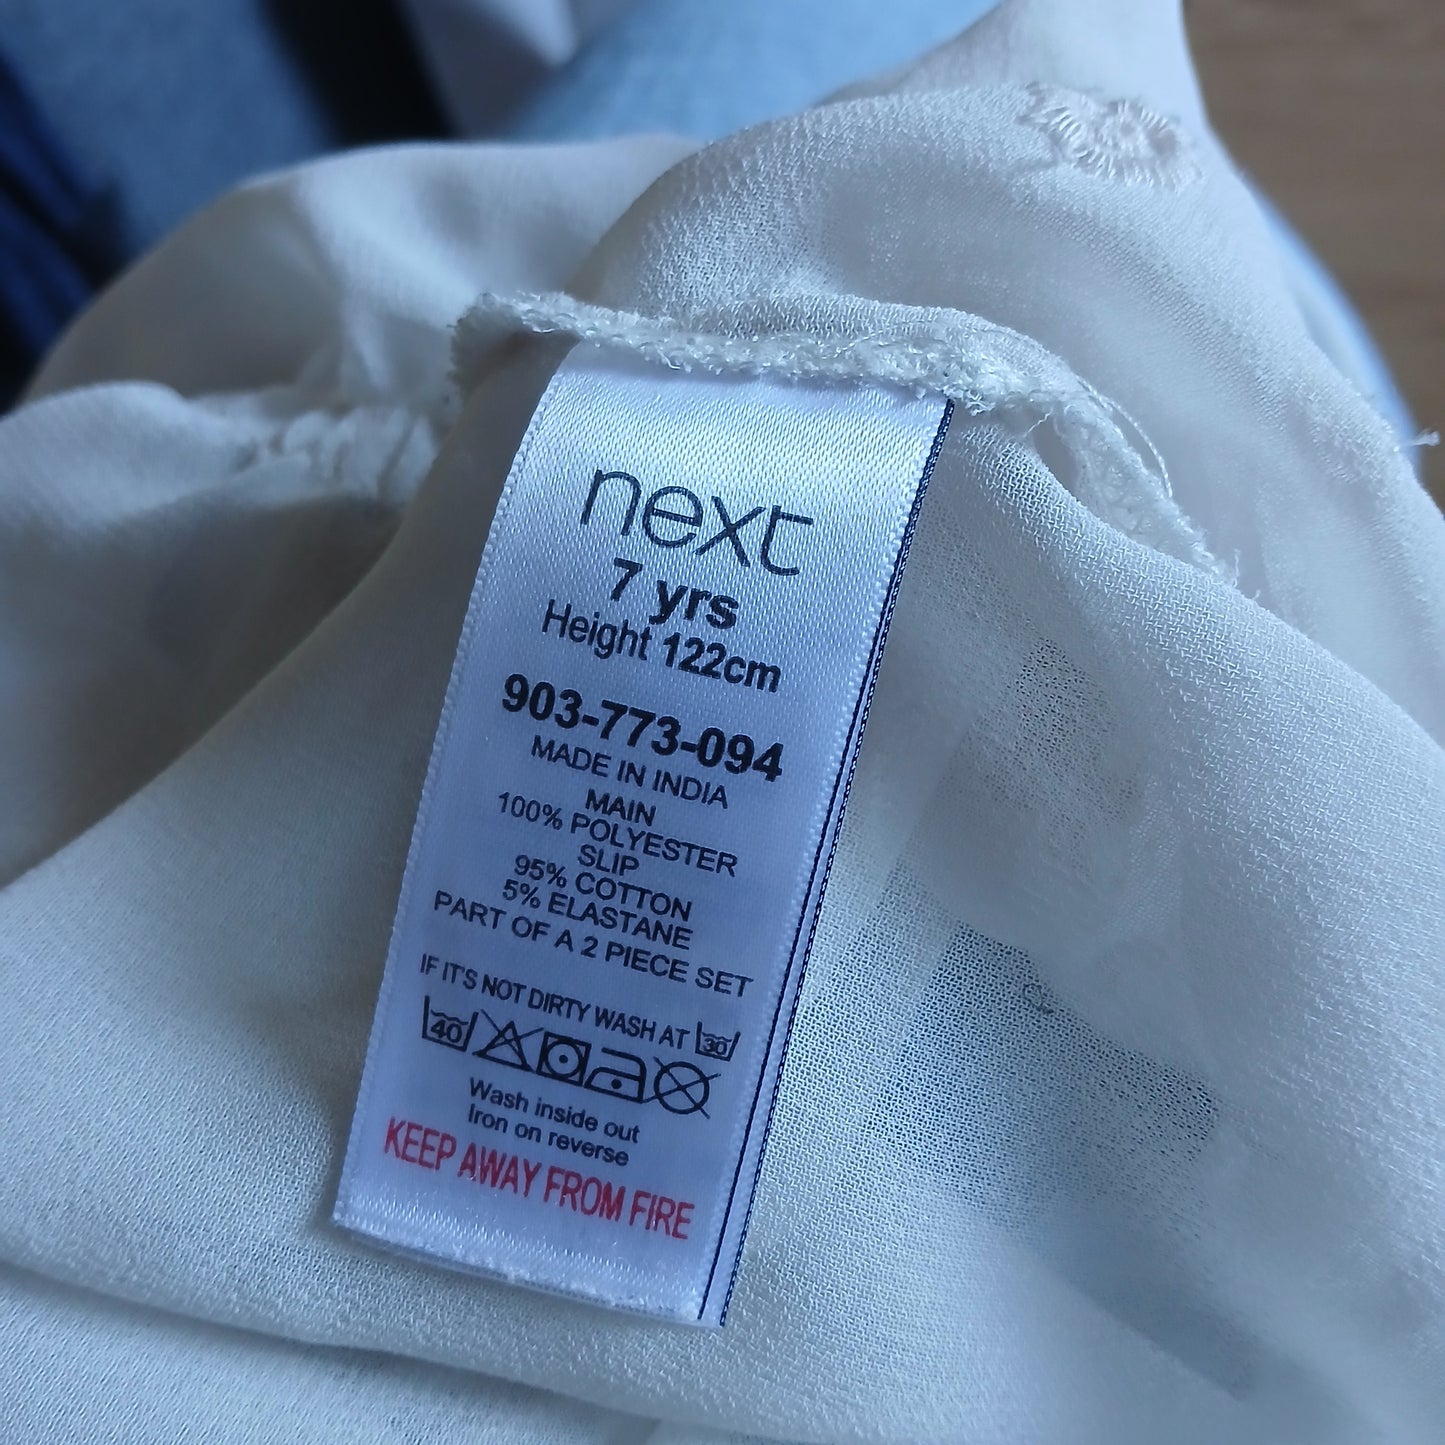 next
7 yrs
Height 122cm
903-773-094
MADE IN INDIA
MAIN
100% POLYESTER
SLIP
95% COTTON
5% ELASTANE
PART OF A 2 PIECE SET
IF IT'S NOT DIRTY WASH AT 30
40
Wash inside out
Iron on reverse
KEEP AWAY FROM FIRE